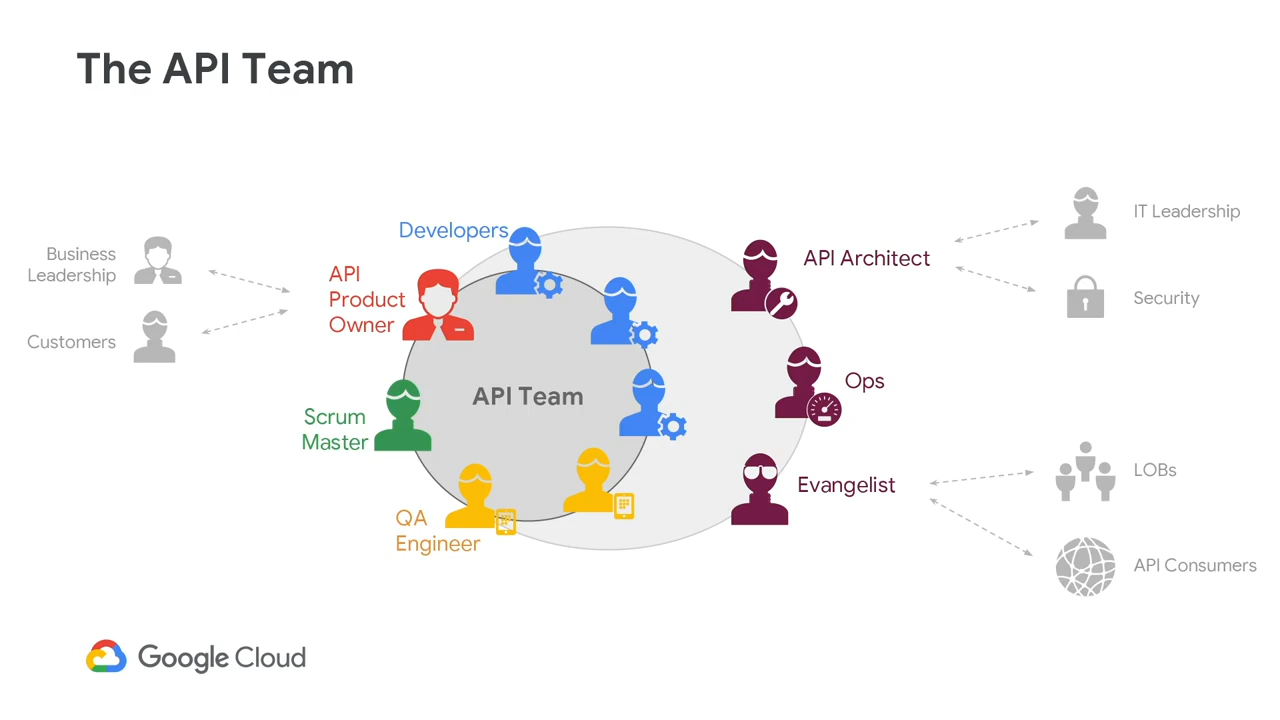 The API Team
Business
Leadership
Customers
Developers
API
Product
Owner
Scrum
Master
QA
Engineer
API Team
API Architect
Ops
Evangelist
IT Leadership
Security
LOBs
API Consumers
Google Cloud